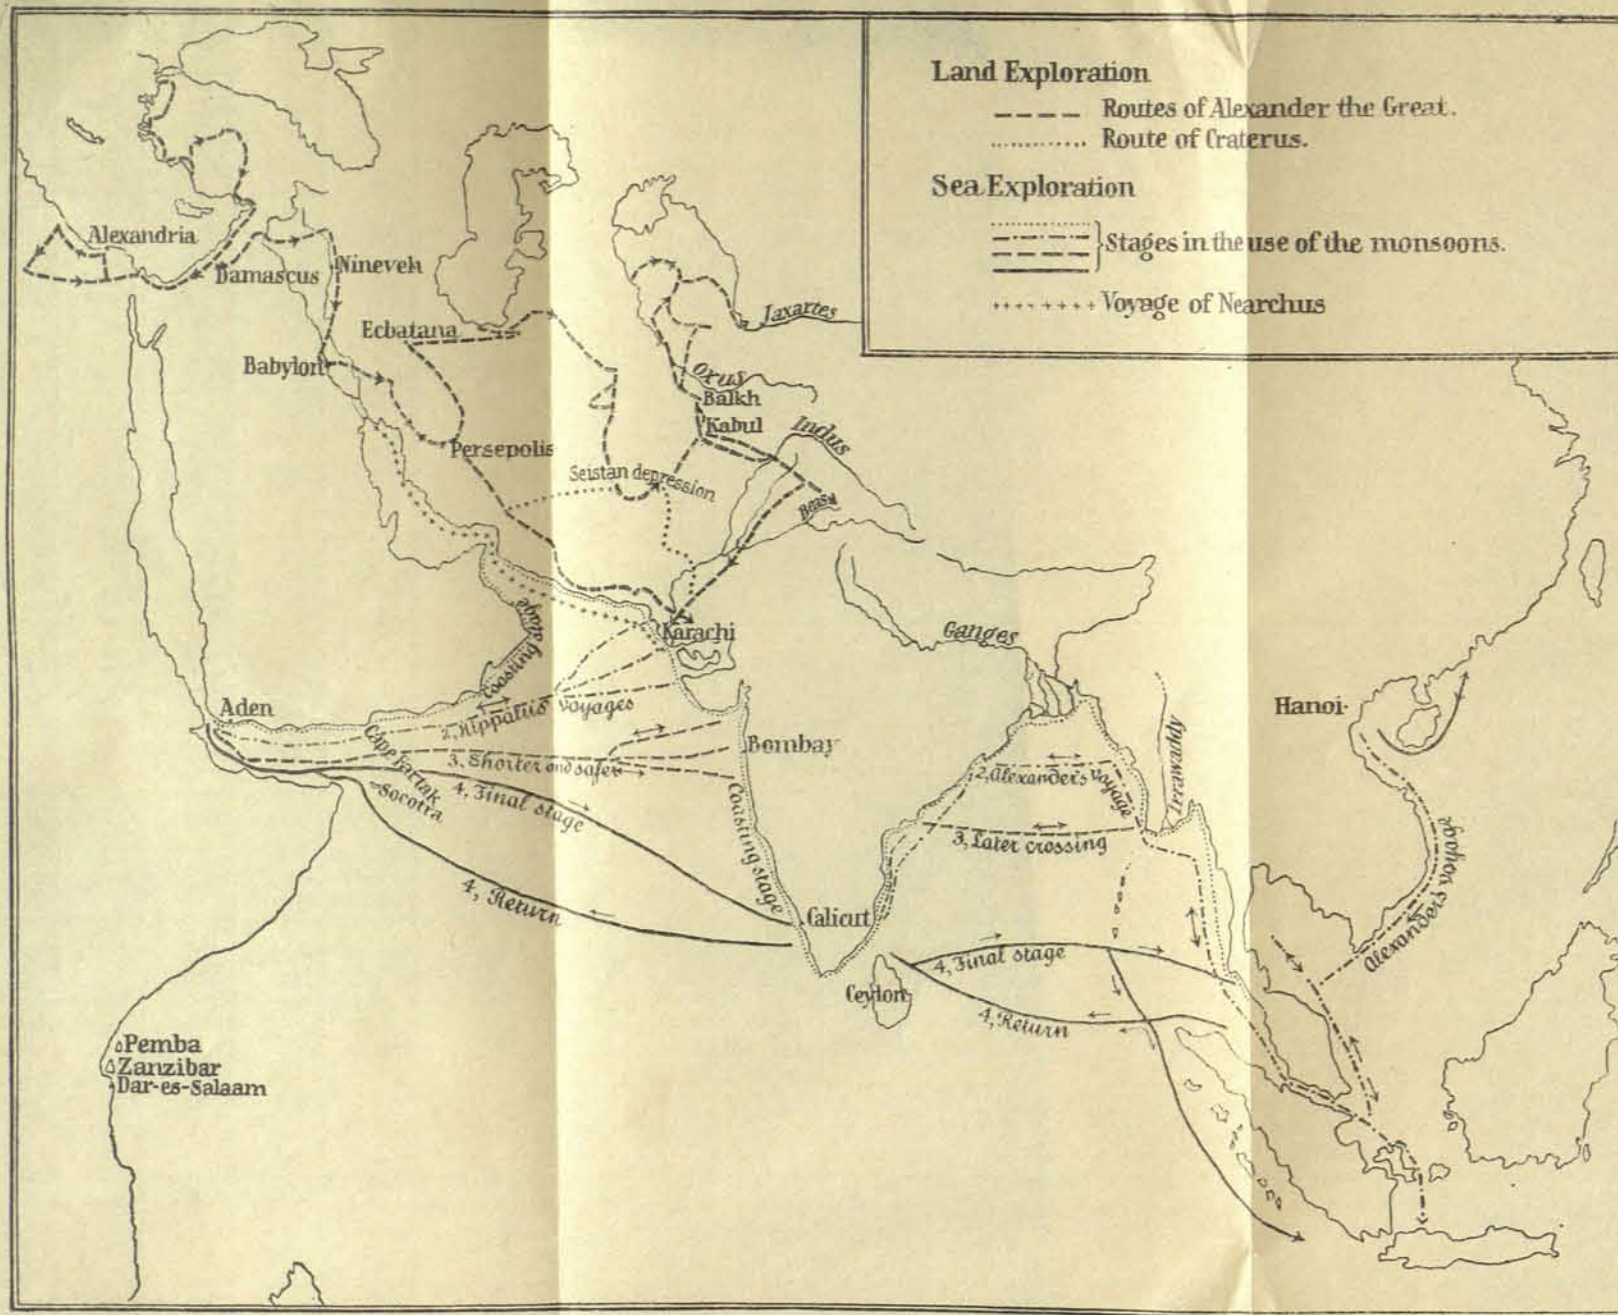 Land Exploration
Routes of Alexander the Great.
Route of Craterus.
Sea Exploration
Stages in the use of the monsoons.
Voyage of Nearchus
Alexandria
Damascus
Nineveh
Ecbatana
Babylon
Persepolis
Jaxartes
Oxus
Balkh
Kabul
Indus
Seistan depression
Beas
Karachi
Ganges
Coasting stage
Aden
2, Hippalus voyages
Cape Fartak
3, Shorter and safer
Socotra
4, Final stage
4, Return
Bombay
Coasting stage
Calicut
Ceylon
2, Alexander's Voyage
3, Later crossing
Irrawaddy
4, Final stage
4, Return
Hanoi
Alexanders voyage
Pemba
Zanzibar
Dar-es-Salaam